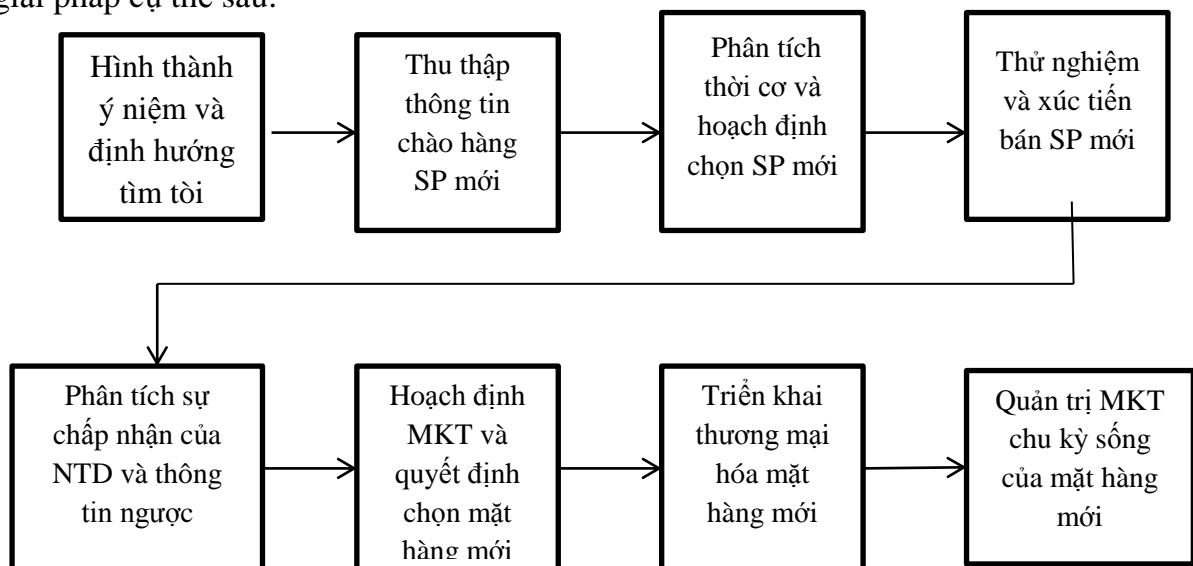 giải pháp cụ thể sau:
Hình thành
ý niệm và
định hướng
tìm tòi
Thu thập
thông tin
chào hàng
SP mới
Phân tích
thời cơ và
hoạch định
chọn SP mới
Thử nghiệm
và xúc tiến
bán SP mới
Phân tích sự
chấp nhận của
NTD và thông
tin ngược
Hoạch định
MKT và
quyết định
chọn mặt
hàng mới
Triển khai
thương mại
hóa mặt
hàng mới
Quản trị MKT
chu kỳ sống
của mặt hàng
mới